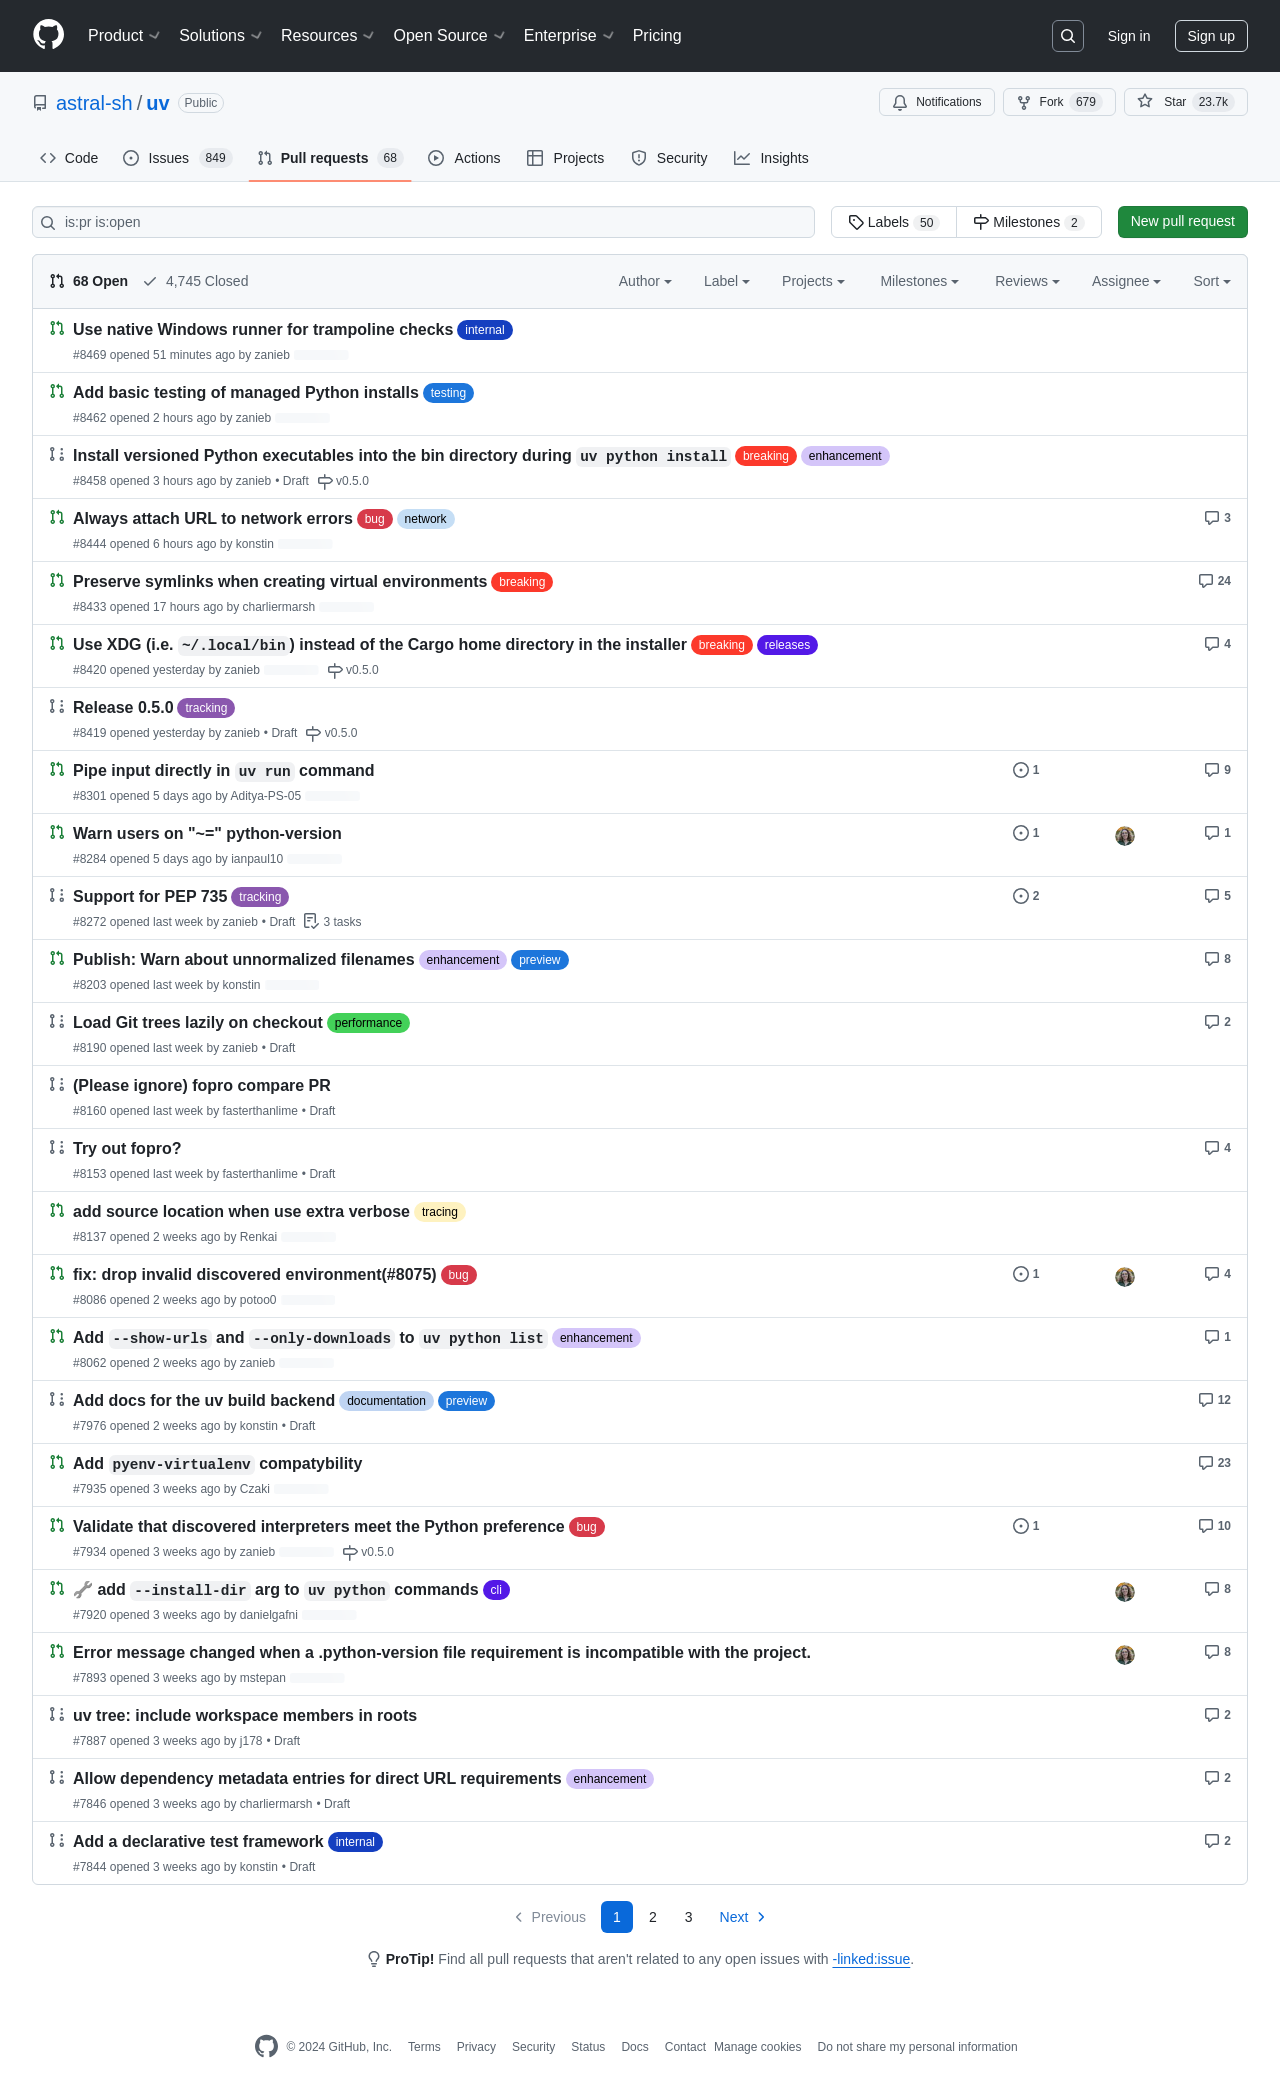 Product Solutions Resources Open Source Enterprise Pricing Sign in Sign up
astral-sh / uv Public Notifications Fork 679 Star 23.7k
Code Issues 849 Pull requests 68 Actions Projects Security Insights
is:pr is:open Labels 50 Milestones 2 New pull request
68 Open 4,745 Closed Author Label Projects Milestones Reviews Assignee Sort
Use native Windows runner for trampoline checks internal
#8469 opened 51 minutes ago by zanieb
Add basic testing of managed Python installs testing
#8462 opened 2 hours ago by zanieb
Install versioned Python executables into the bin directory during uv python install breaking enhancement
#8458 opened 3 hours ago by zanieb • Draft v0.5.0
Always attach URL to network errors bug network 3
#8444 opened 6 hours ago by konstin
Preserve symlinks when creating virtual environments breaking 24
#8433 opened 17 hours ago by charliermarsh
Use XDG (i.e. ~/.local/bin ) instead of the Cargo home directory in the installer breaking releases 4
#8420 opened yesterday by zanieb v0.5.0
Release 0.5.0 tracking
#8419 opened yesterday by zanieb • Draft v0.5.0
Pipe input directly in uv run command 1 9
#8301 opened 5 days ago by Aditya-PS-05
Warn users on "~=" python-version 1 1
#8284 opened 5 days ago by ianpaul10
Support for PEP 735 tracking 2 5
#8272 opened last week by zanieb • Draft 3 tasks
Publish: Warn about unnormalized filenames enhancement preview 8
#8203 opened last week by konstin
Load Git trees lazily on checkout performance 2
#8190 opened last week by zanieb • Draft
(Please ignore) fopro compare PR
#8160 opened last week by fasterthanlime • Draft
Try out fopro? 4
#8153 opened last week by fasterthanlime • Draft
add source location when use extra verbose tracing
#8137 opened 2 weeks ago by Renkai
fix: drop invalid discovered environment(#8075) bug 1 4
#8086 opened 2 weeks ago by potoo0
Add --show-urls and --only-downloads to uv python list enhancement 1
#8062 opened 2 weeks ago by zanieb
Add docs for the uv build backend documentation preview 12
#7976 opened 2 weeks ago by konstin • Draft
Add pyenv-virtualenv compatybility 23
#7935 opened 3 weeks ago by Czaki
Validate that discovered interpreters meet the Python preference bug 1 10
#7934 opened 3 weeks ago by zanieb v0.5.0
🔧 add --install-dir arg to uv python commands cli 8
#7920 opened 3 weeks ago by danielgafni
Error message changed when a .python-version file requirement is incompatible with the project. 8
#7893 opened 3 weeks ago by mstepan
uv tree: include workspace members in roots 2
#7887 opened 3 weeks ago by j178 • Draft
Allow dependency metadata entries for direct URL requirements enhancement 2
#7846 opened 3 weeks ago by charliermarsh • Draft
Add a declarative test framework internal 2
#7844 opened 3 weeks ago by konstin • Draft
Previous 1 2 3 Next
ProTip! Find all pull requests that aren't related to any open issues with -linked:issue.
© 2024 GitHub, Inc. Terms Privacy Security Status Docs Contact Manage cookies Do not share my personal information